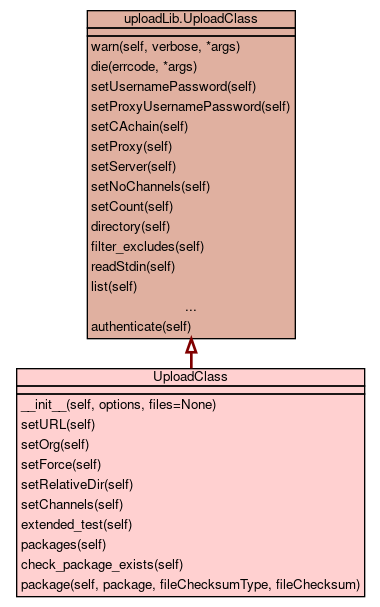 uploadLib.UploadClass
warn(self, verbose, *args)
die(errcode, *args)
setUsernamePassword(self)
setProxyUsernamePassword(self)
setCAchain(self)
setProxy(self)
setServer(self)
setNoChannels(self)
setCount(self)
directory(self)
filter_excludes(self)
readStdin(self)
list(self)
...
authenticate(self)
UploadClass
__init__(self, options, files=None)
setURL(self)
setOrg(self)
setForce(self)
setRelativeDir(self)
setChannels(self)
extended_test(self)
packages(self)
check_package_exists(self)
package(self, package, fileChecksumType, fileChecksum)